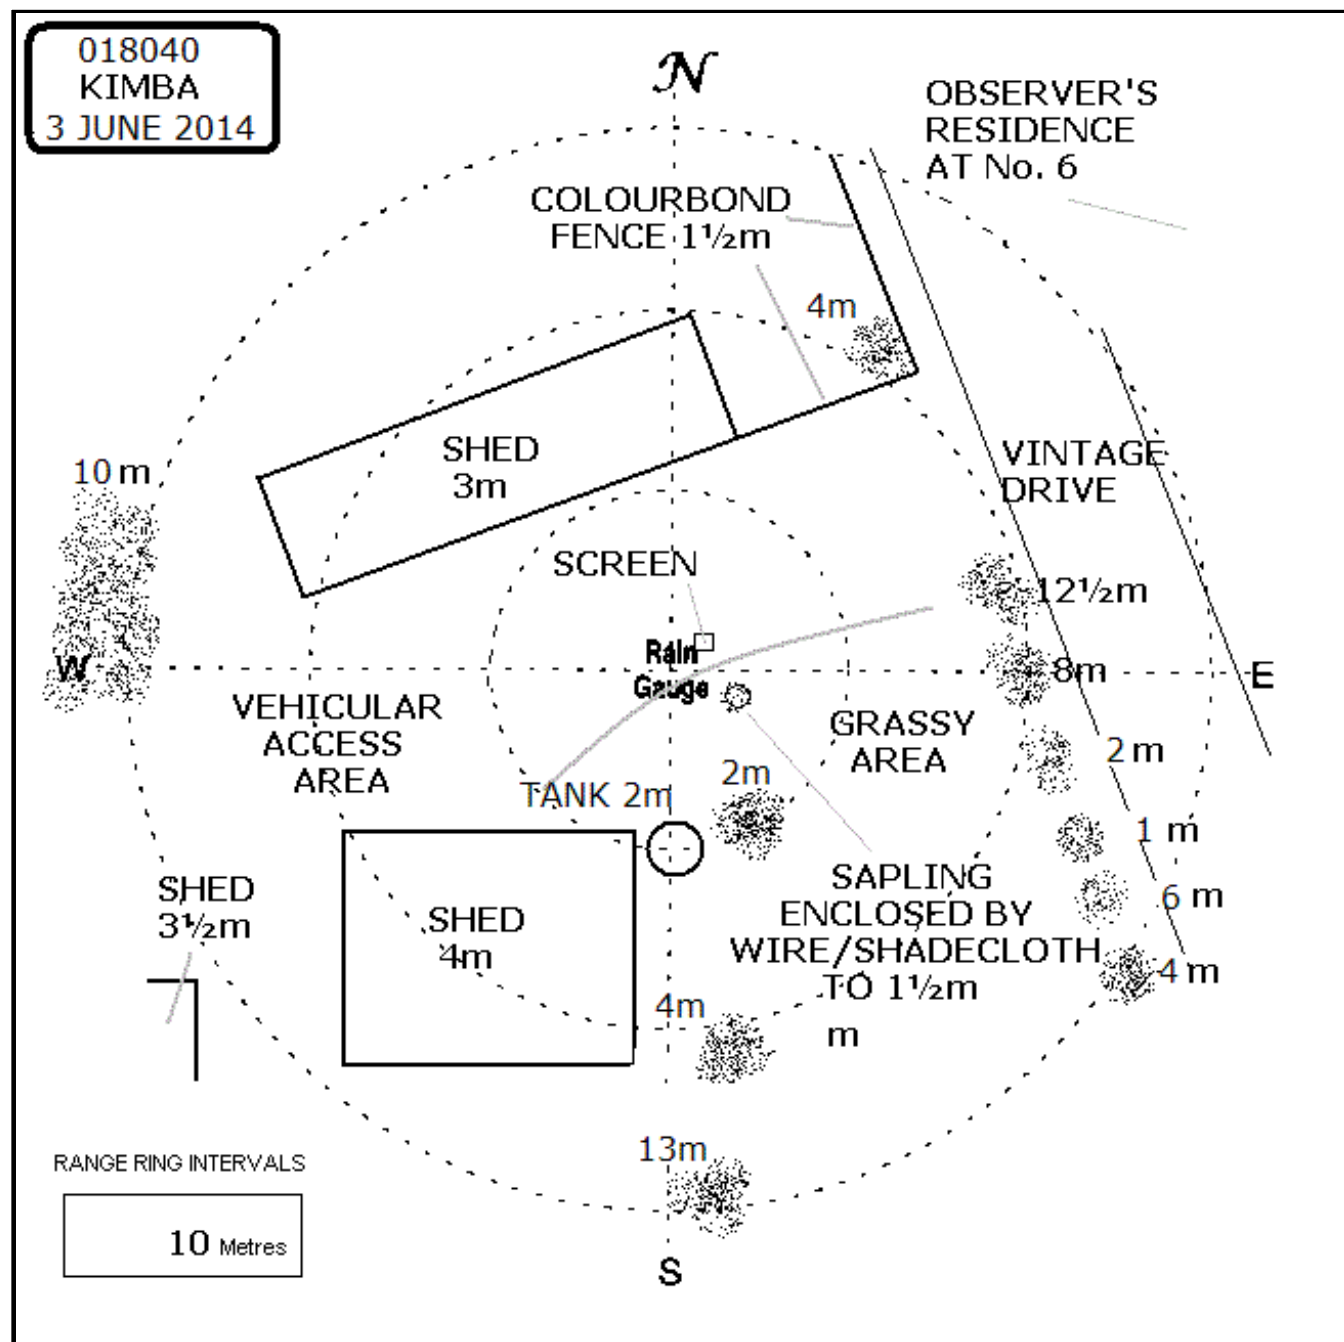 018040
KIMBA
3 JUNE 2014
N
OBSERVER'S
RESIDENCE
AT No. 6
COLOURBOND
FENCE 1½m
4m
SHED
3m
10 m
VINTAGE
DRIVE
SCREEN
12½m
Rain
Gauge
W
8m
E
VEHICULAR
ACCESS
AREA
GRASSY
AREA
2 m
TANK 2m
2m
1 m
SHED
3½m
SHED
4m
SAPLING
ENCLOSED BY
WIRE/SHADECLOTH
TO 1½m
m
6 m
4 m
4m
13m
RANGE RING INTERVALS
10 Metres
S